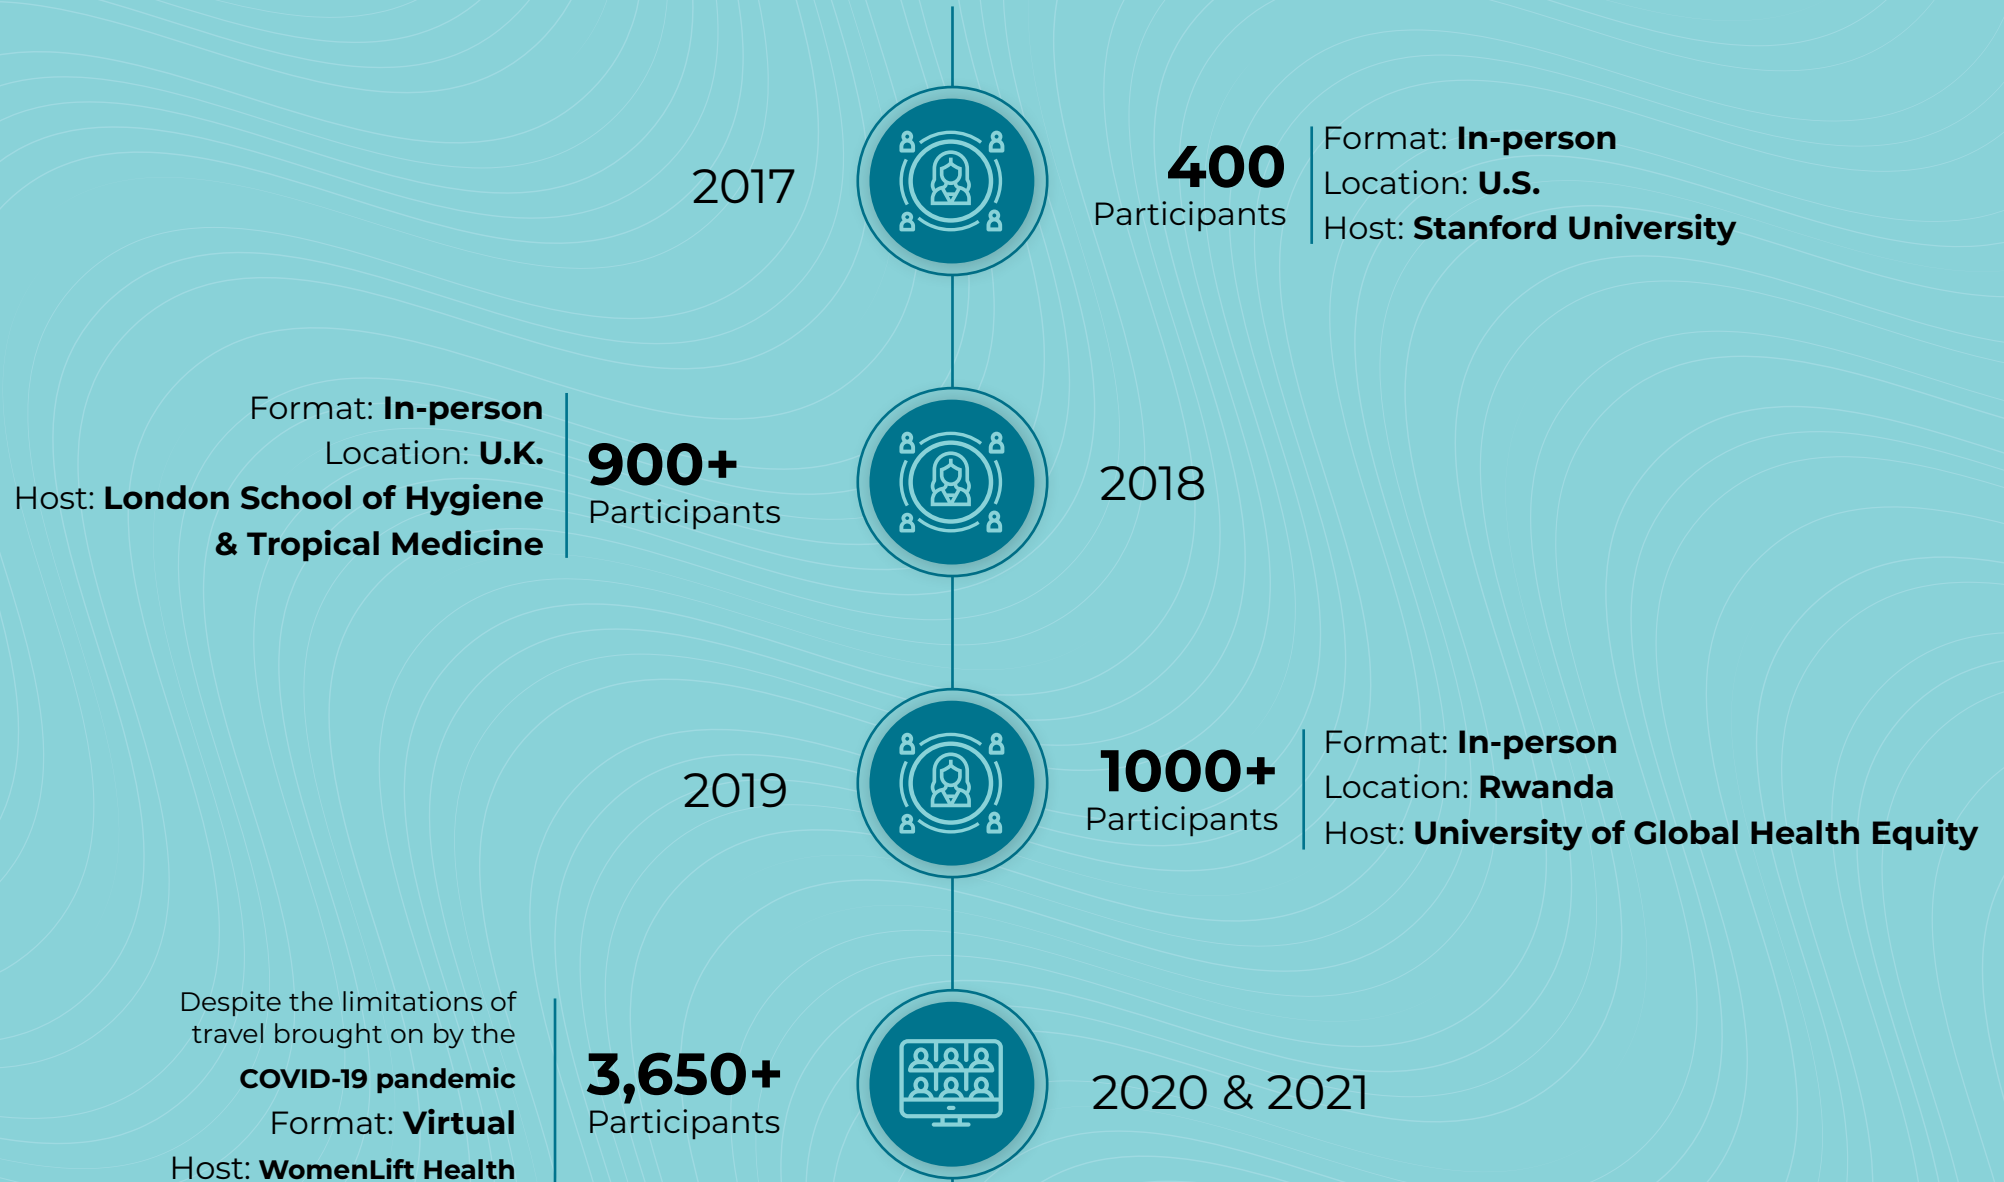 2017
400
Participants
Format: In-person
Location: U.S.
Host: Stanford University
Format: In-person
Location: U.K.
Host: London School of Hygiene
& Tropical Medicine
900+
Participants
2018
2019
1000+
Participants
Format: In-person
Location: Rwanda
Host: University of Global Health Equity
Despite the limitations of
travel brought on by the
COVID-19 pandemic
Format: Virtual
Host: WomenLift Health
3,650+
Participants
2020 & 2021